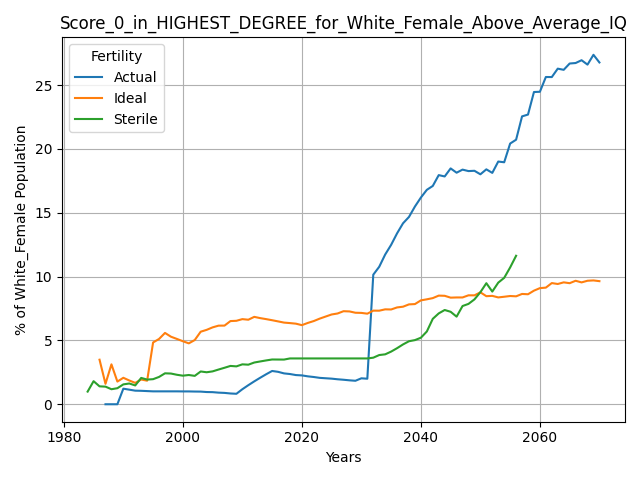 Score_0_in_HIGHEST_DEGREE_for_White_Female_Above_Average_IQ
Fertility
Actual
Ideal
Sterile
% of White_Female Population
25
20
15
10
5
0
1980 2000 2020 2040 2060
Years